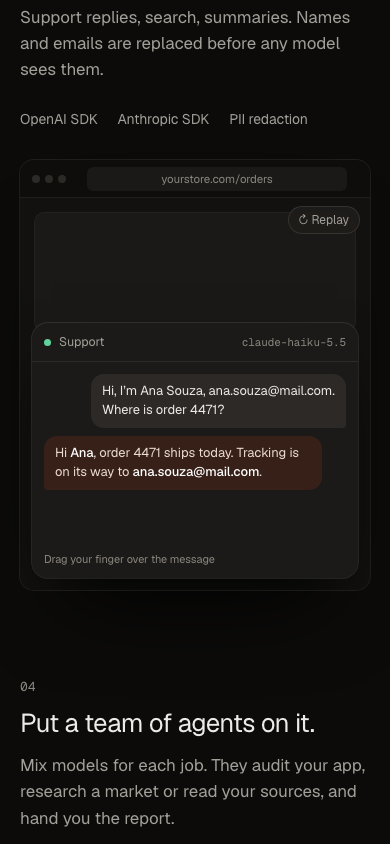 Support replies, search, summaries. Names
and emails are replaced before any model
sees them.
OpenAI SDK Anthropic SDK PII redaction
yourstore.com/orders
Replay
Support claude-haiku-5.5
Hi, I'm Ana Souza, ana.souza@mail.com.
Where is order 4471?
Hi Ana, order 4471 ships today. Tracking is
on its way to ana.souza@mail.com.
Drag your finger over the message
04
Put a team of agents on it.
Mix models for each job. They audit your app,
research a market or read your sources, and
hand you the report.